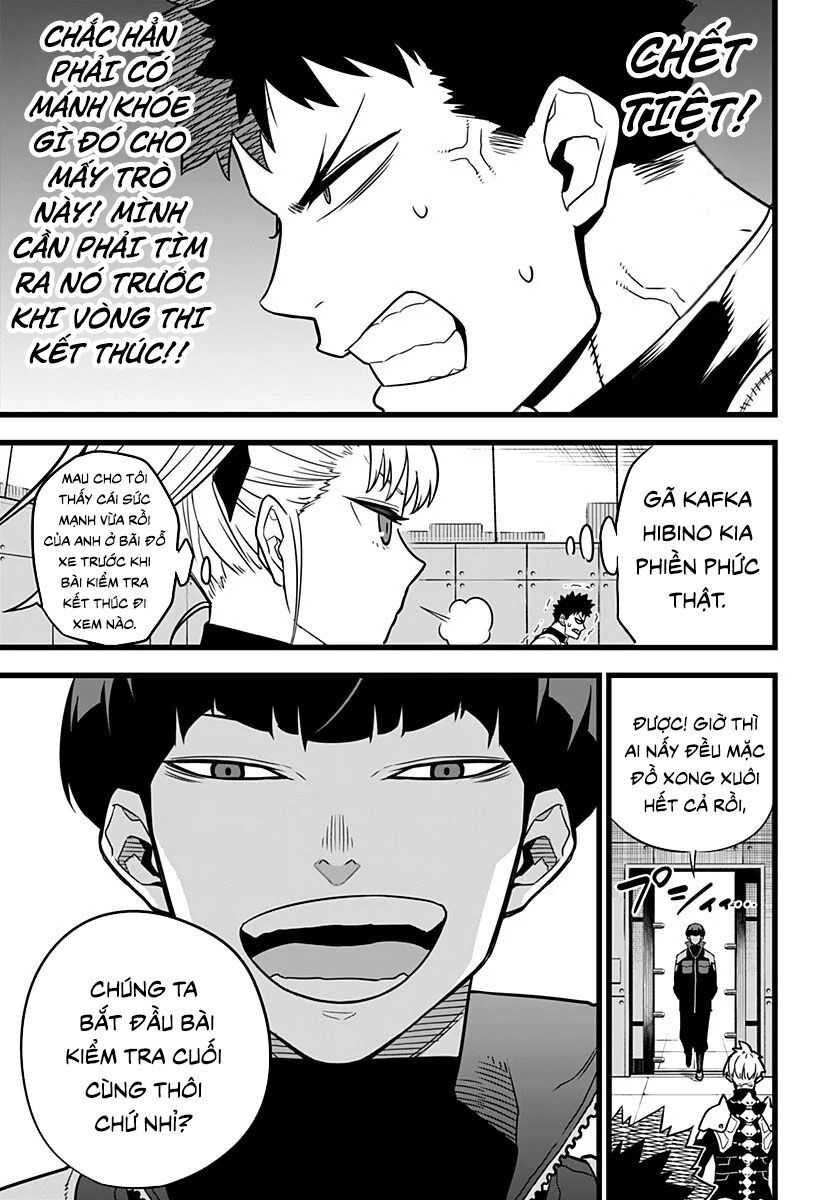 CHẾT
TIỆT!
CHẮC HẲN
PHẢI CÓ
MÁNH KHÓE
GÌ ĐÓ CHO
MẤY TRÒ
NÀY! MÌNH
CẦN PHẢI TÌM
RA NÓ TRƯỚC
KHI VÒNG THI
KẾT THÚC!!
GÃ KAFKA
HIBINO KIA
PHIỀN PHỨC
THẬT.
MAU CHO TÔI
THẤY CÁI SỨC
MẠNH VỪA RỒI
CỦA ANH Ở BÃI ĐỖ
XE TRƯỚC KHI
BÀI KIỂM TRA
KẾT THÚC ĐI
XEM NÀO.
ĐƯỢC! GIỜ THÌ
AI NẤY ĐỀU MẶC
ĐỒ XONG XUÔI
HẾT CẢ RỒI,
プシィィ…
CHÚNG TA
BẮT ĐẦU BÀI
KIỂM TRA CUỐI
CÙNG THÔI
CHỨ NHỈ?